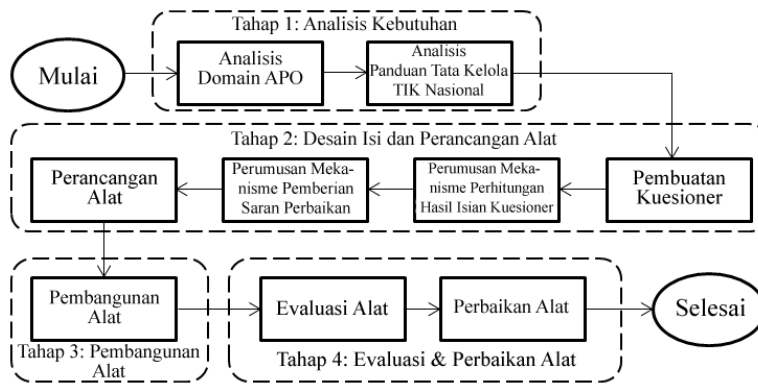 Tahap 1: Analisis Kebutuhan
Mulai
Analisis
Domain APO
Analisis
Panduan Tata Kelola
TIK Nasional
Tahap 2: Desain Isi dan Perancangan Alat
Perancangan
Alat
Perumusan Meka-
nisme Pemberian
Saran Perbaikan
Perumusan Mek-
anisme Perhitungan
Hasil Isian Kuesioner
Pembuatan
Kuesioner
Pembangunan
Alat
Tahap 3: Pembangunan
Alat
Evaluasi Alat
Perbaikan Alat
Tahap 4: Evaluasi & Perbaikan Alat
Selesai